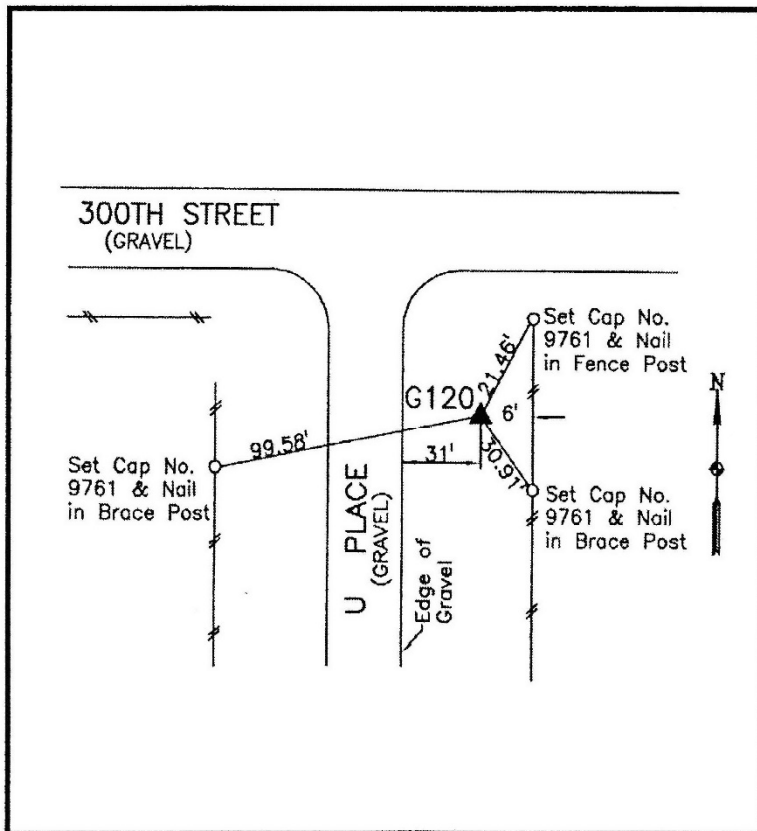 300TH STREET
(GRAVEL)
Set Cap No.
9761 & Nail
in Fence Post
21.46'
G120
6'
N
99.58'
31'
30.91'
Set Cap No.
9761 & Nail
in Brace Post
Set Cap No.
9761 & Nail
in Brace Post
U PLACE
(GRAVEL)
Edge of
Gravel